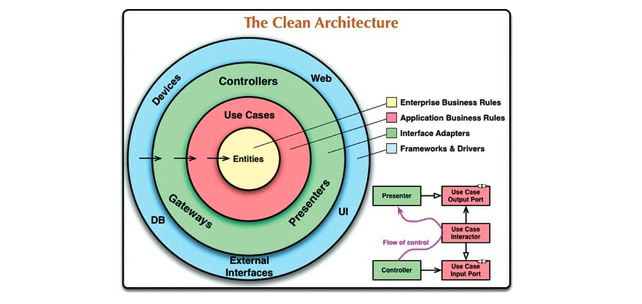 The Clean Architecture
Devices
Web
Controllers
Use Cases
Entities
Gateways
Presenters
DB
UI
External
Interfaces
Enterprise Business Rules
Application Business Rules
Interface Adapters
Frameworks & Drivers
Presenter
Use Case
Output Port
Flow of control
Use Case
Interactor
Controller
Use Case
Input Port